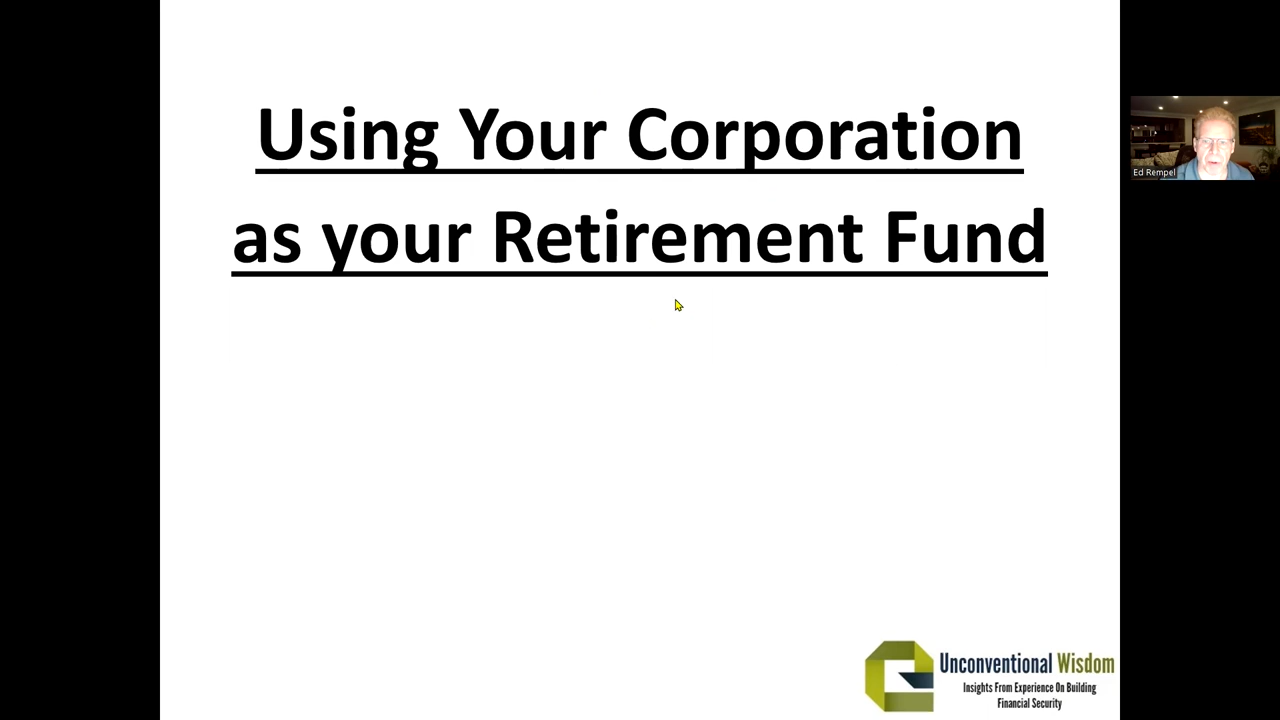 Using Your Corporation
as your Retirement Fund
Ed Rempel
Unconventional Wisdom
Insights From Experience On Building
Financial Security